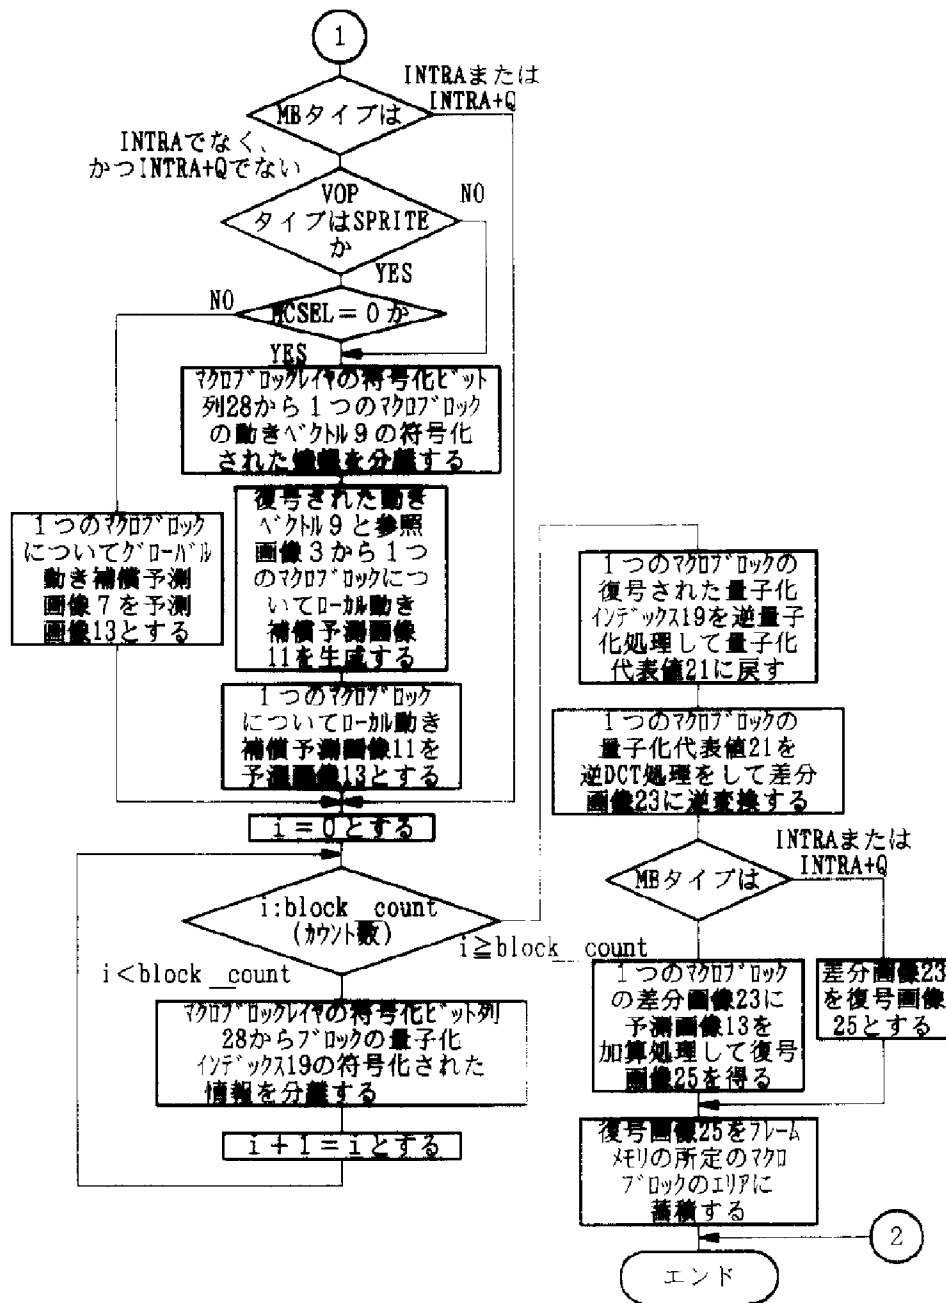 1
INTRAまたは
INTRA+Q
MBタイプは
INTRAでなく、
かつINTRA+Qでない
VOP
タイプはSPRITE
か
NO
YES
NO
MCSEL=0か
YES
マクロブロックレイヤの符号化ビット
列28から1つのマクロブロック
の動きベクトル9の符号化
された情報を分離する
復号された動き
ベクトル9と参照
画像3から1つ
のマクロブロックにつ
いてローカル動き
補償予測画像
11を生成する
1つのマクロブロック
についてグローバル
動き補償予測
画像7を予測
画像13とする
1つのマクロブロック
についてローカル動き
補償予測画像11を
予測画像13とする
i=0とする
i:block_count
(カウント数)
i≧block_count
i<block_count
マクロブロックレイヤの符号化ビット列
28からブロックの量子化
インデックス19の符号化された
情報を分離する
i+1=iとする
1つのマクロブロックの
復号された量子化
インデックス19を逆量子
化処理して量子化
代表値21に戻す
1つのマクロブロックの
量子化代表値21を
逆DCT処理をして差分
画像23に逆変換する
INTRAまたは
INTRA+Q
MBタイプは
1つのマクロブロック
の差分画像23に
予測画像13を
加算処理して復号
画像25を得る
差分画像23
を復号画像
25とする
復号画像25をフレーム
メモリの所定のマクロ
ブロックのエリアに
蓄積する
2
エンド